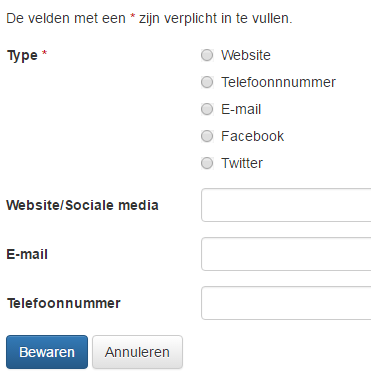 De velden met een * zijn verplicht in te vullen.
Type *
Website
Telefoonnnummer
E-mail
Facebook
Twitter
Website/Sociale media
E-mail
Telefoonnummer
Bewaren Annuleren